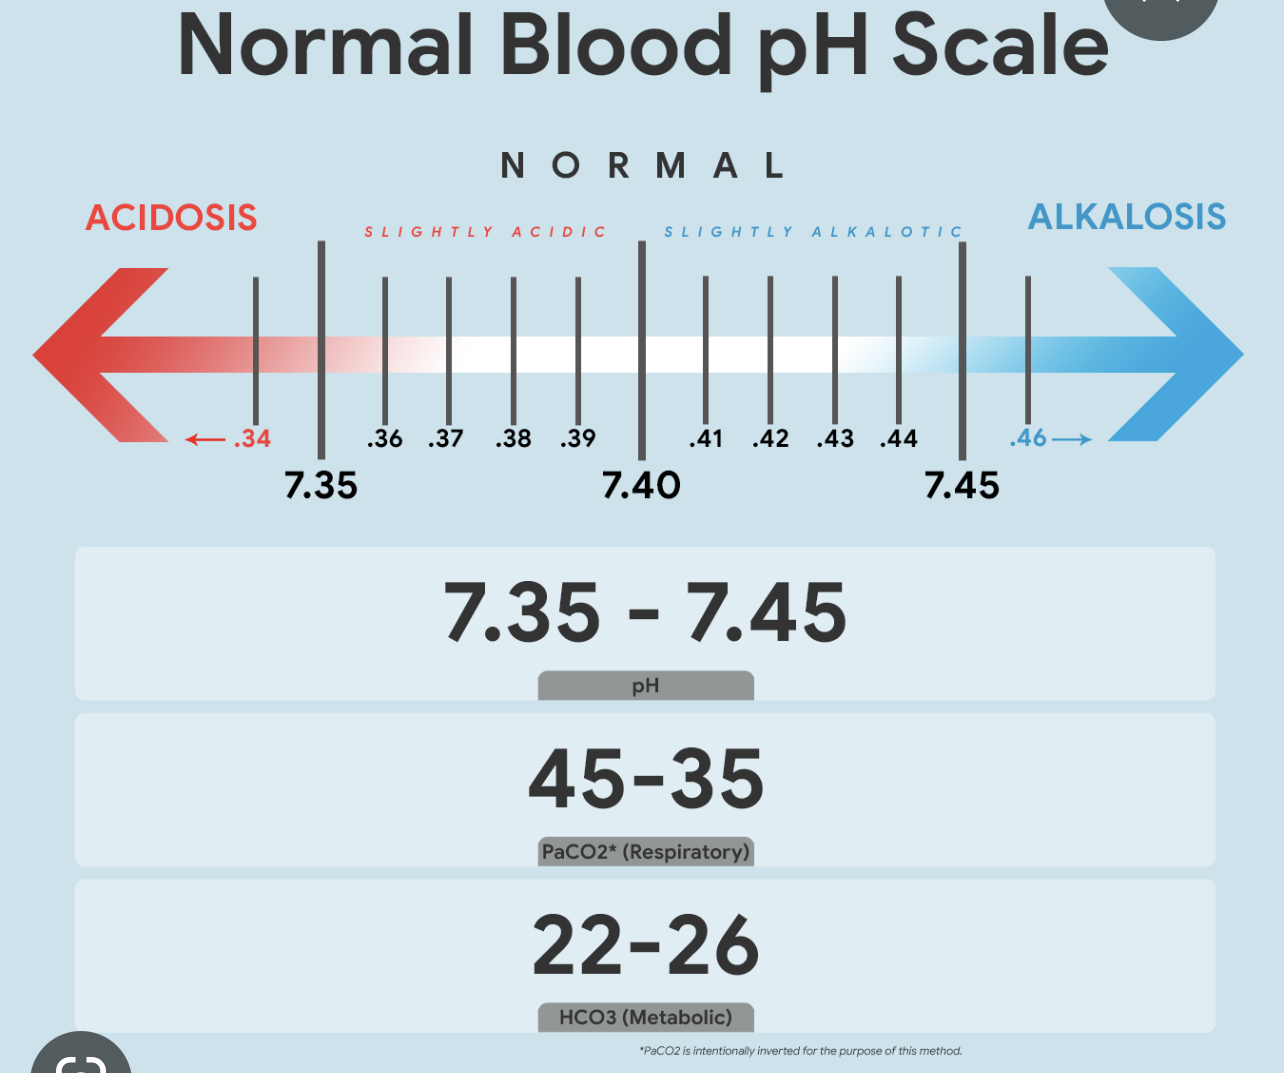 Normal Blood pH Scale
NORMAL
ACIDOSIS
ALKALOSIS
SLIGHTLY ACIDIC
SLIGHTLY ALKALOTIC
.34
.36
.37
.38
.39
.41
.42
.43
.44
.46
7.35
7.40
7.45
7.35 - 7.45
pH
45-35
PaCO2* (Respiratory)
22-26
HCO3 (Metabolic)
*PaCO2 is intentionally inverted for the purpose of this method.